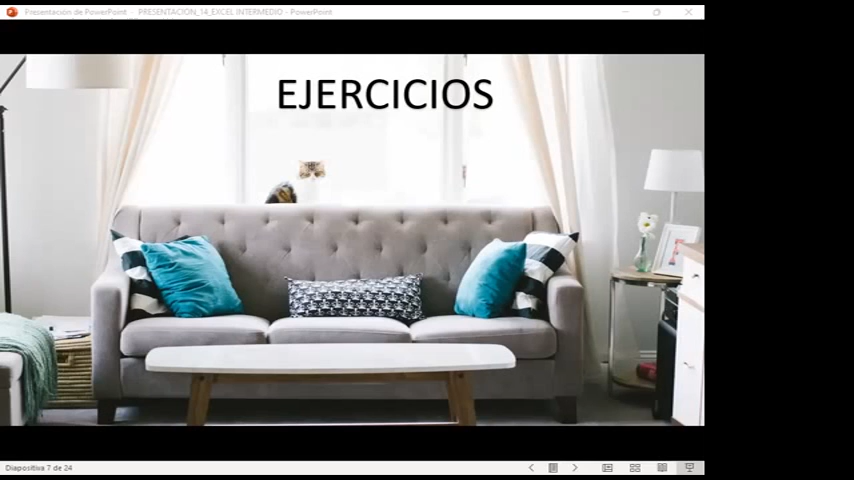 Presentación de PowerPoint - PRESENTACION_14_EXCEL INTERMEDIO - PowerPoint
EJERCICIOS
Diapositiva 7 de 24